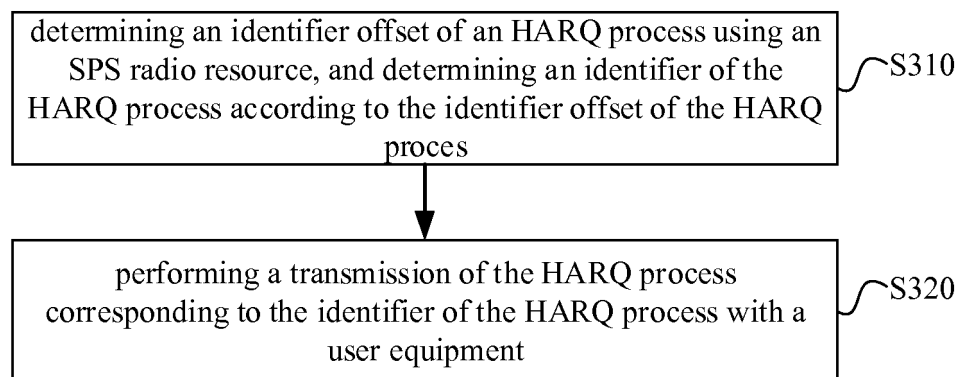 determining an identifier offset of an HARQ process using an
SPS radio resource, and determining an identifier of the
HARQ process according to the identifier offset of the HARQ
proces
S310
performing a transmission of the HARQ process
corresponding to the identifier of the HARQ process with a
user equipment
S320